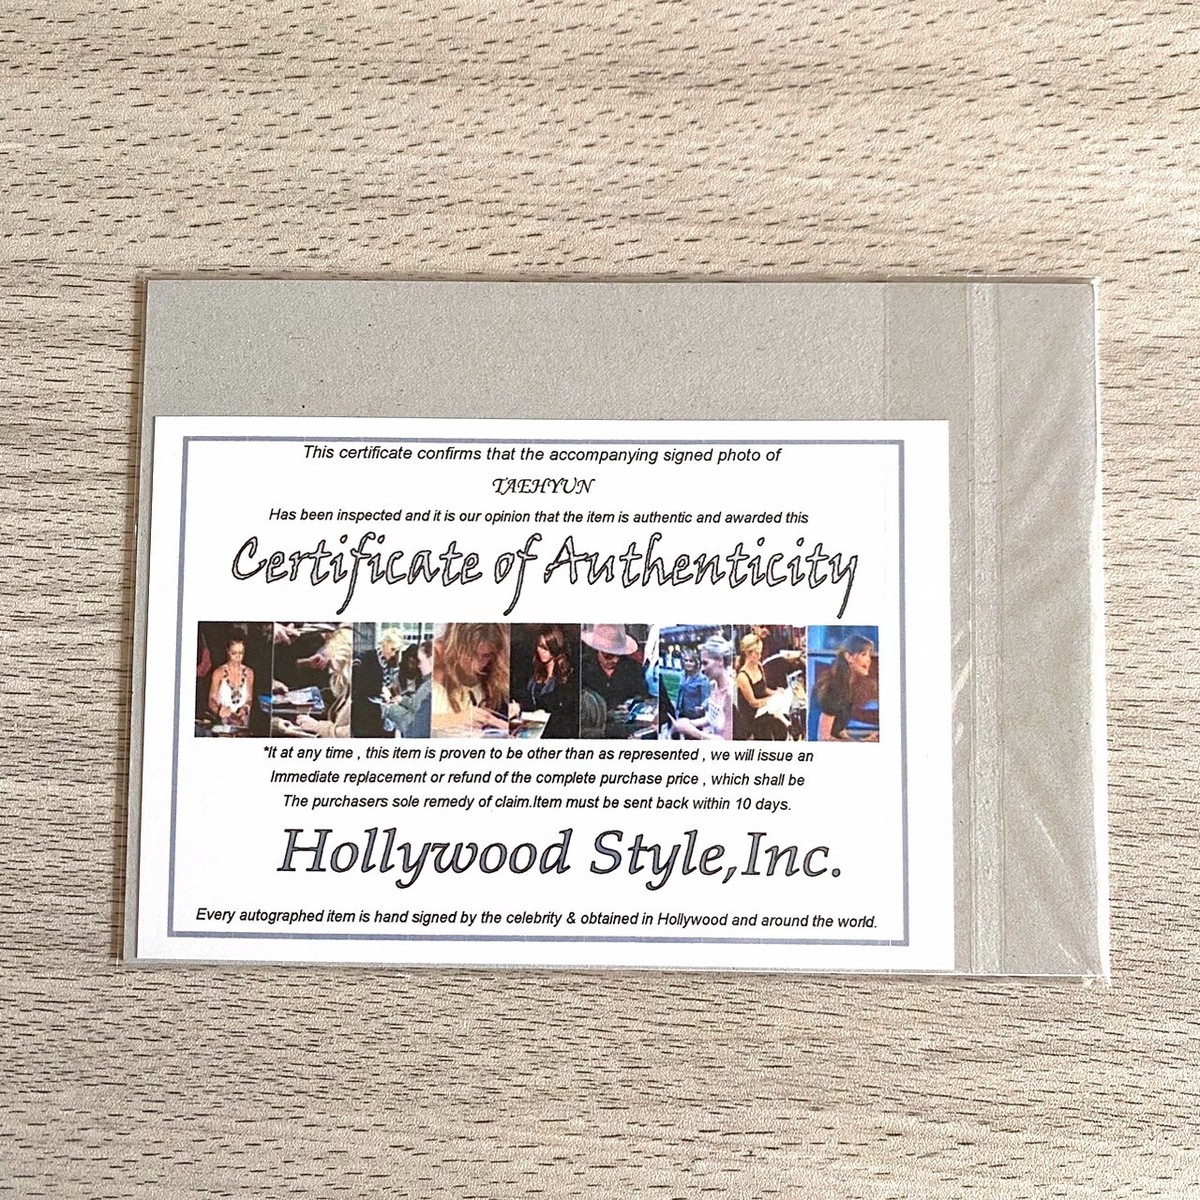 This certificate confirms that the accompanying signed photo of
TAEHYUN
Has been inspected and it is our opinion that the item is authentic and awarded this
Certificate of Authenticity
*It at any time , this item is proven to be other than as represented , we will issue an
Immediate replacement or refund of the complete purchase price , which shall be
The purchasers sole remedy of claim.Item must be sent back within 10 days.
Hollywood Style,Inc.
Every autographed item is hand signed by the celebrity & obtained in Hollywood and around the world.